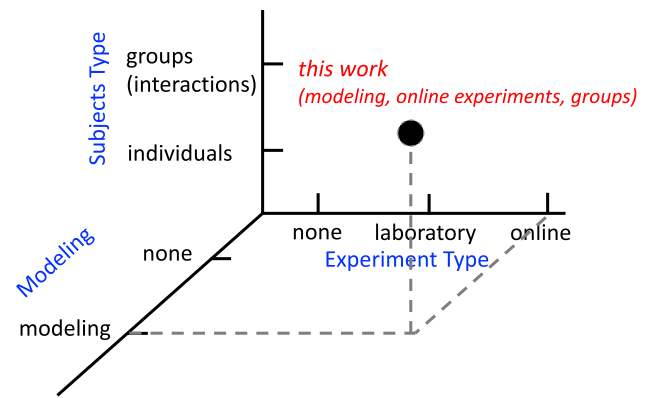 Subjects Type
groups
(interactions)
individuals
this work
(modeling, online experiments, groups)
none
laboratory
online
Experiment Type
Modeling
none
modeling